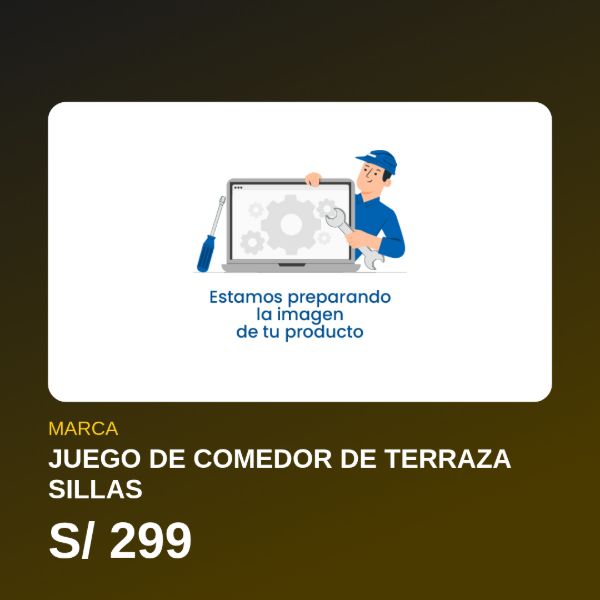 Estamos preparando
la imagen
de tu producto
MARCA
JUEGO DE COMEDOR DE TERRAZA
SILLAS
S/ 299